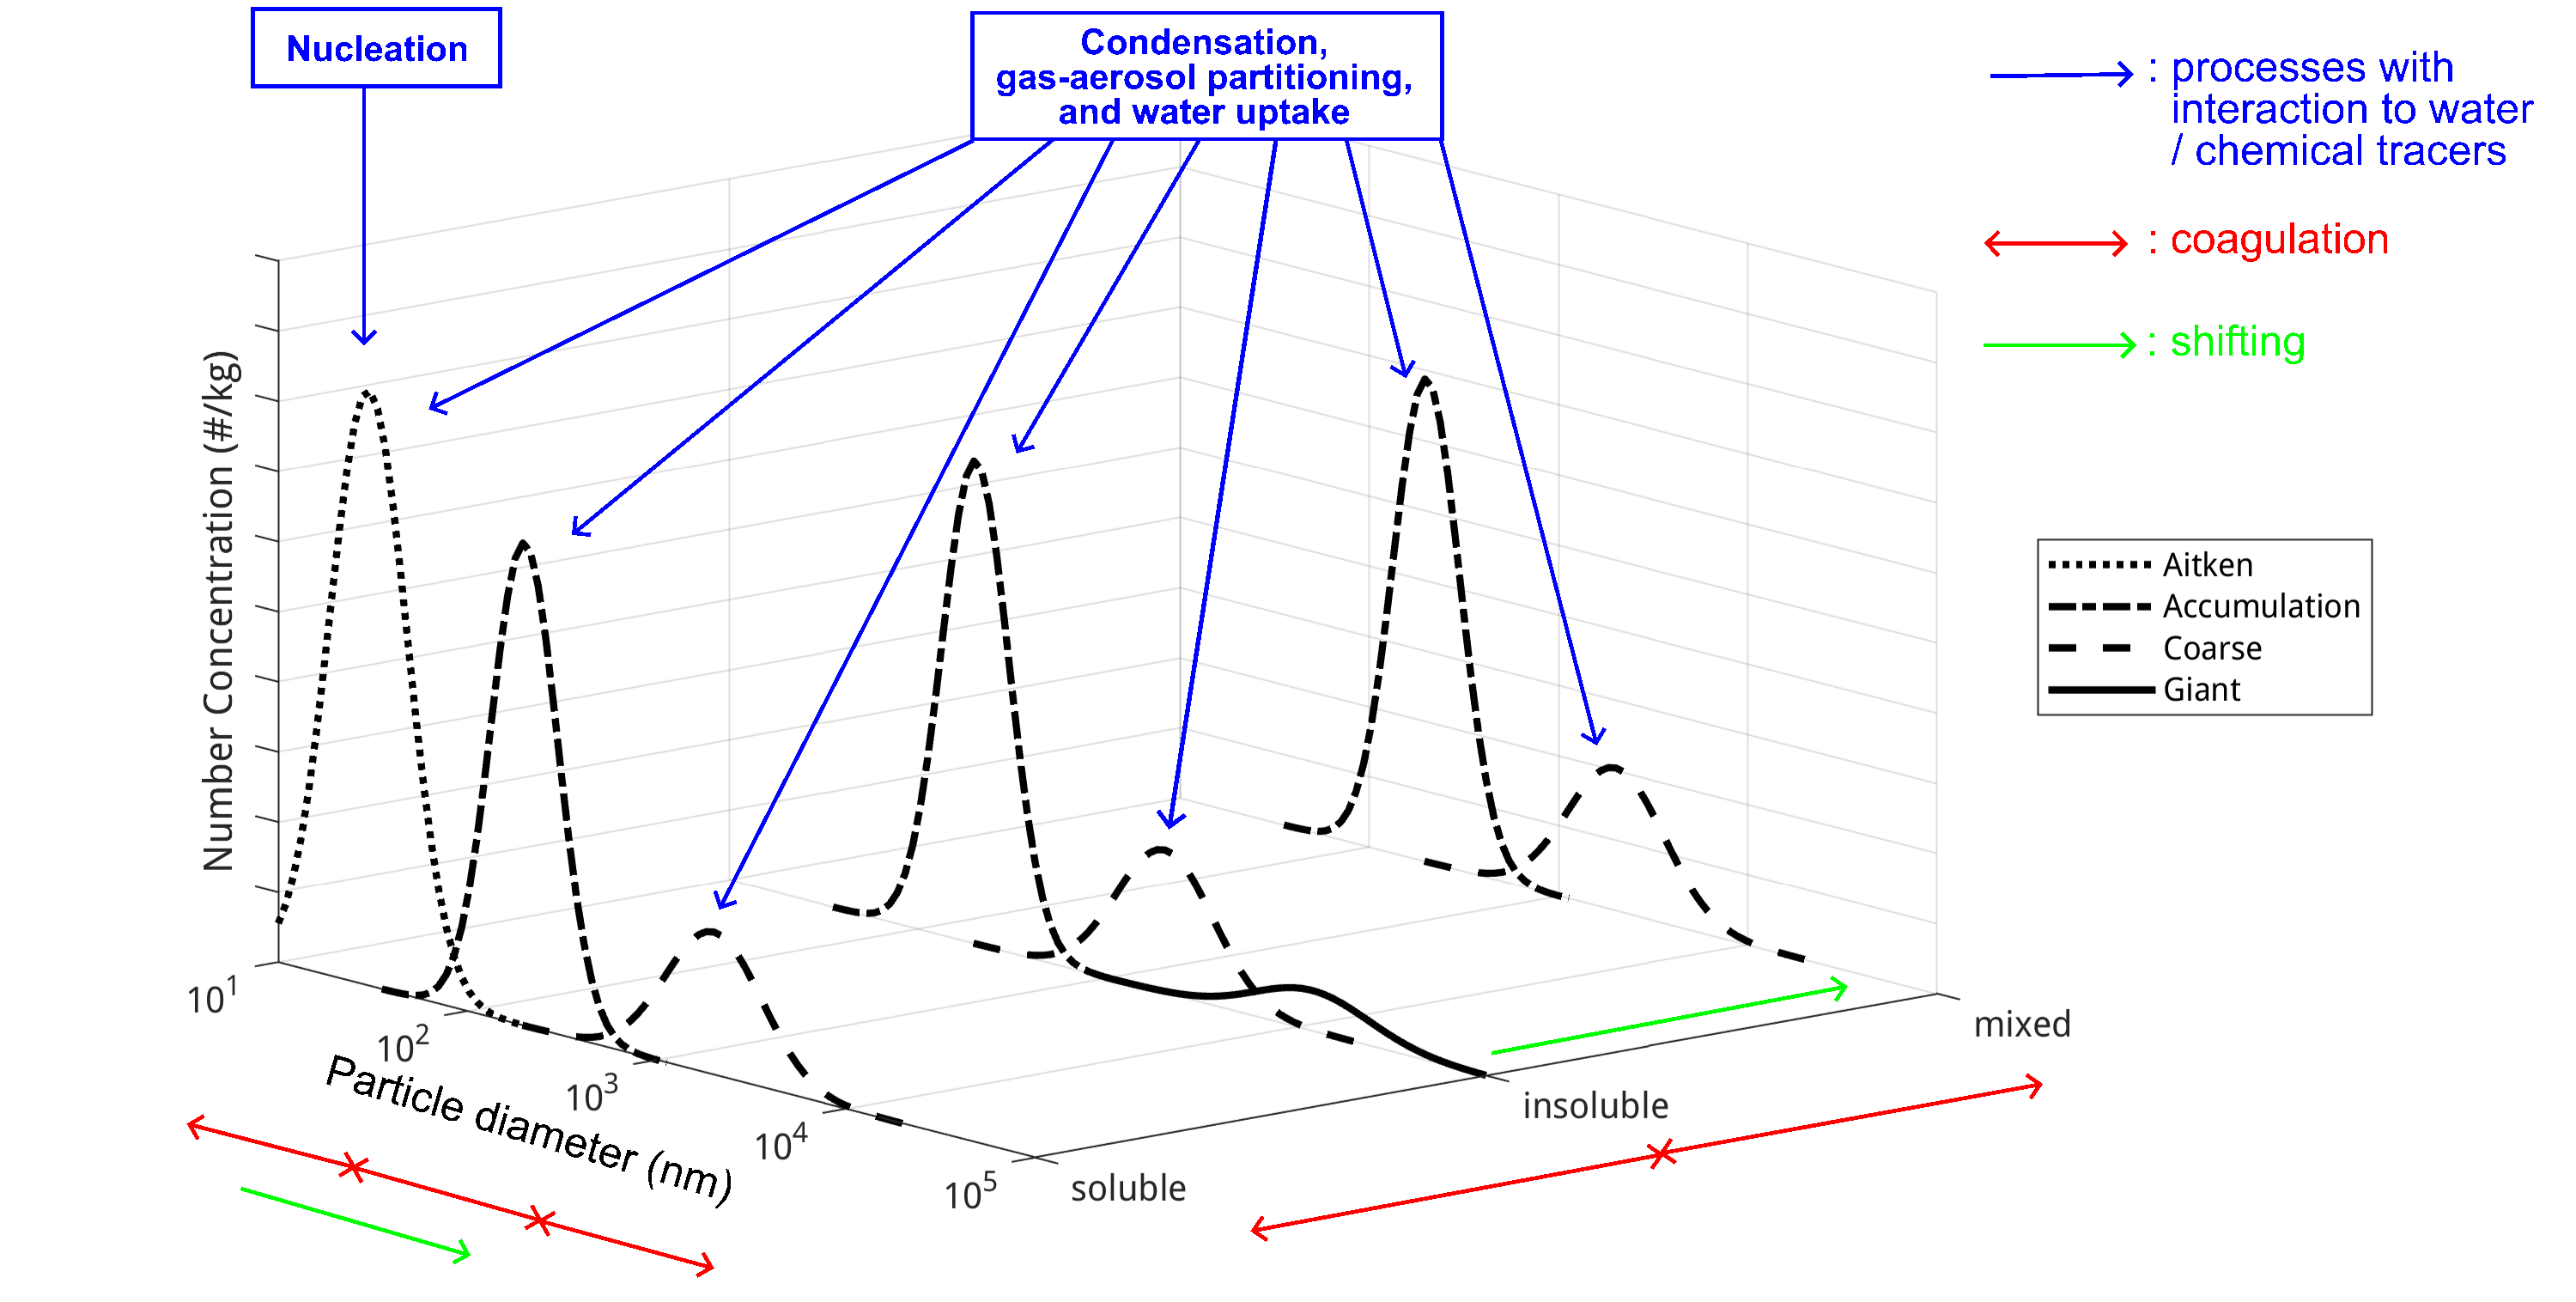 Nucleation
Condensation,
gas-aerosol partitioning,
and water uptake
: processes with
interaction to water
/ chemical tracers
: coagulation
: shifting
Number Concentration (#/kg)
Aitken
Accumulation
Coarse
Giant
10¹
10²
10³
10⁴
10⁵
Particle diameter (nm)
soluble
insoluble
mixed